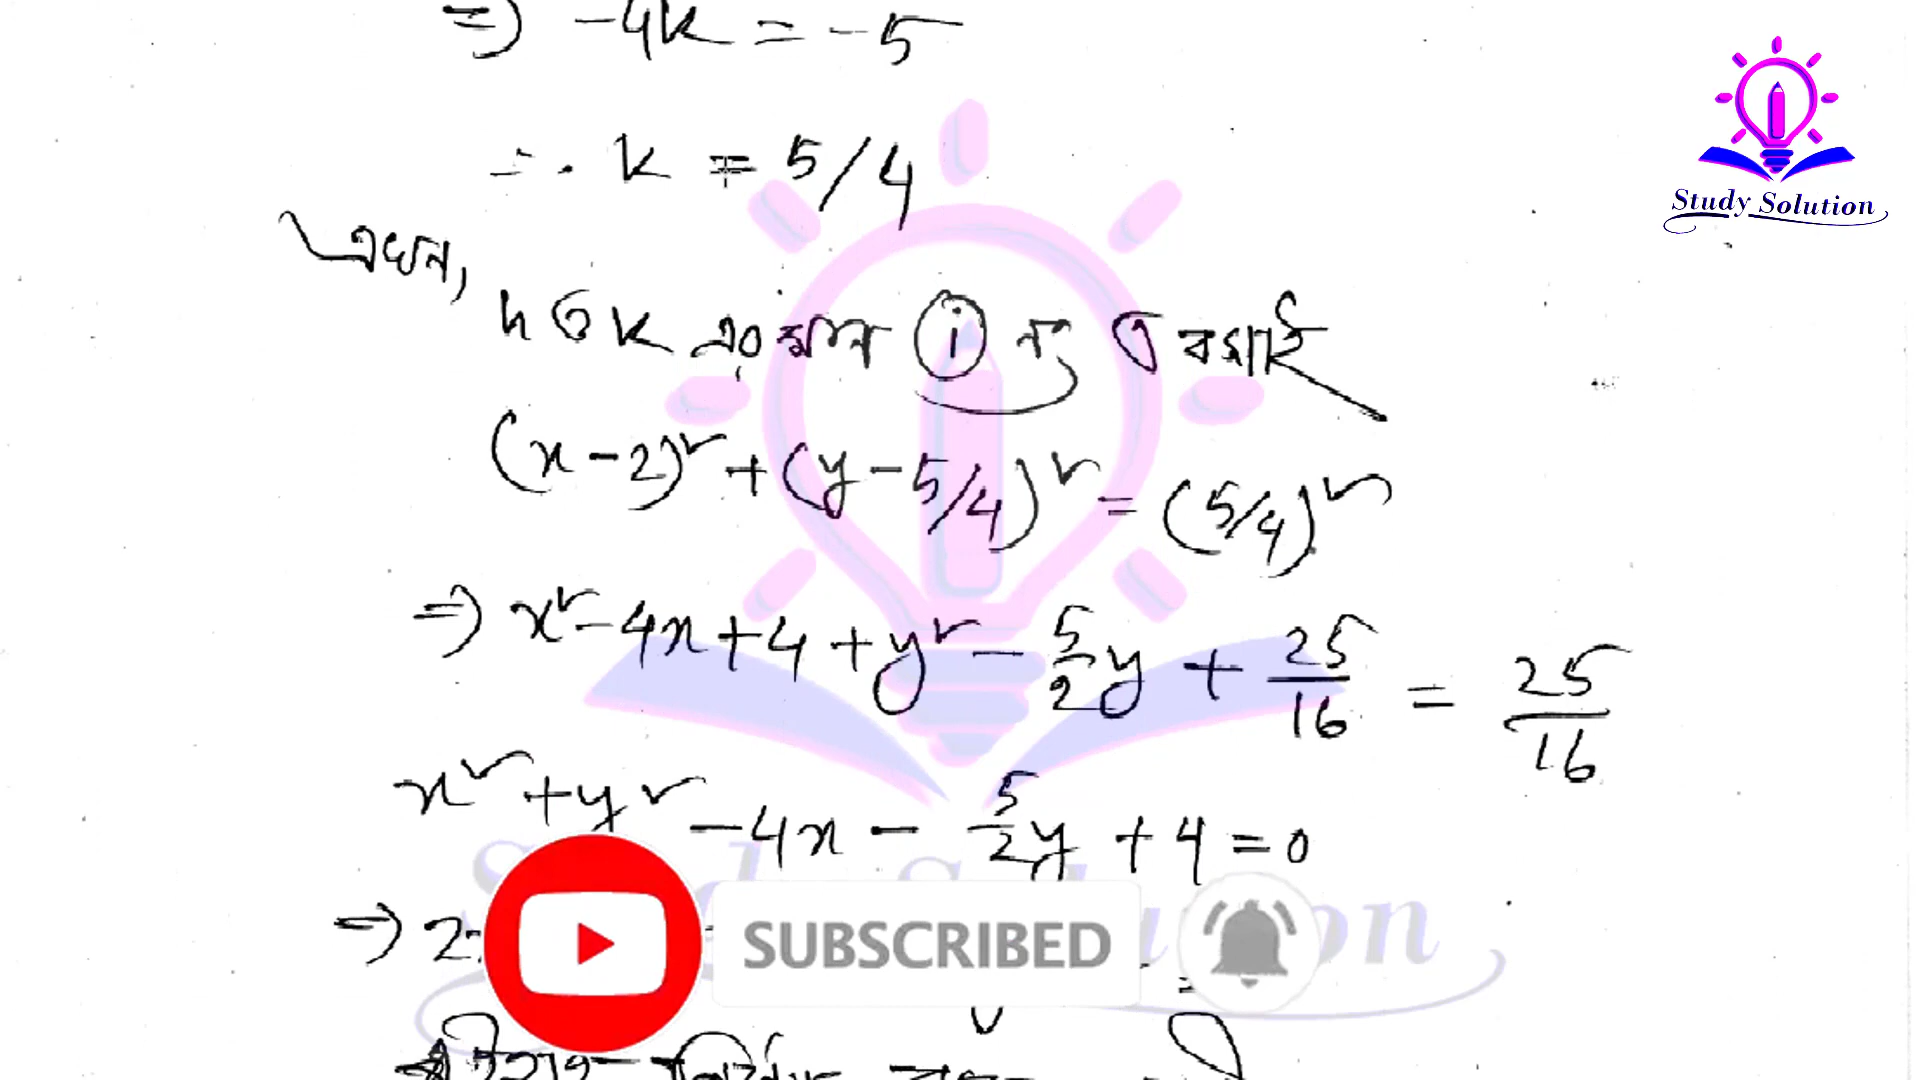 => -4k = -5
∴ k = 5/4
Study Solution
এখন,
h ও k এর মান (i) নং এ বসাই
(x-2)² + (y - 5/4)² = (5/4)²
=> x² - 4x + 4 + y² - 5/2 y + 25/16 = 25/16
x² + y² - 4x - 5/2 y + 4 = 0
=> 2
SUBSCRIBED